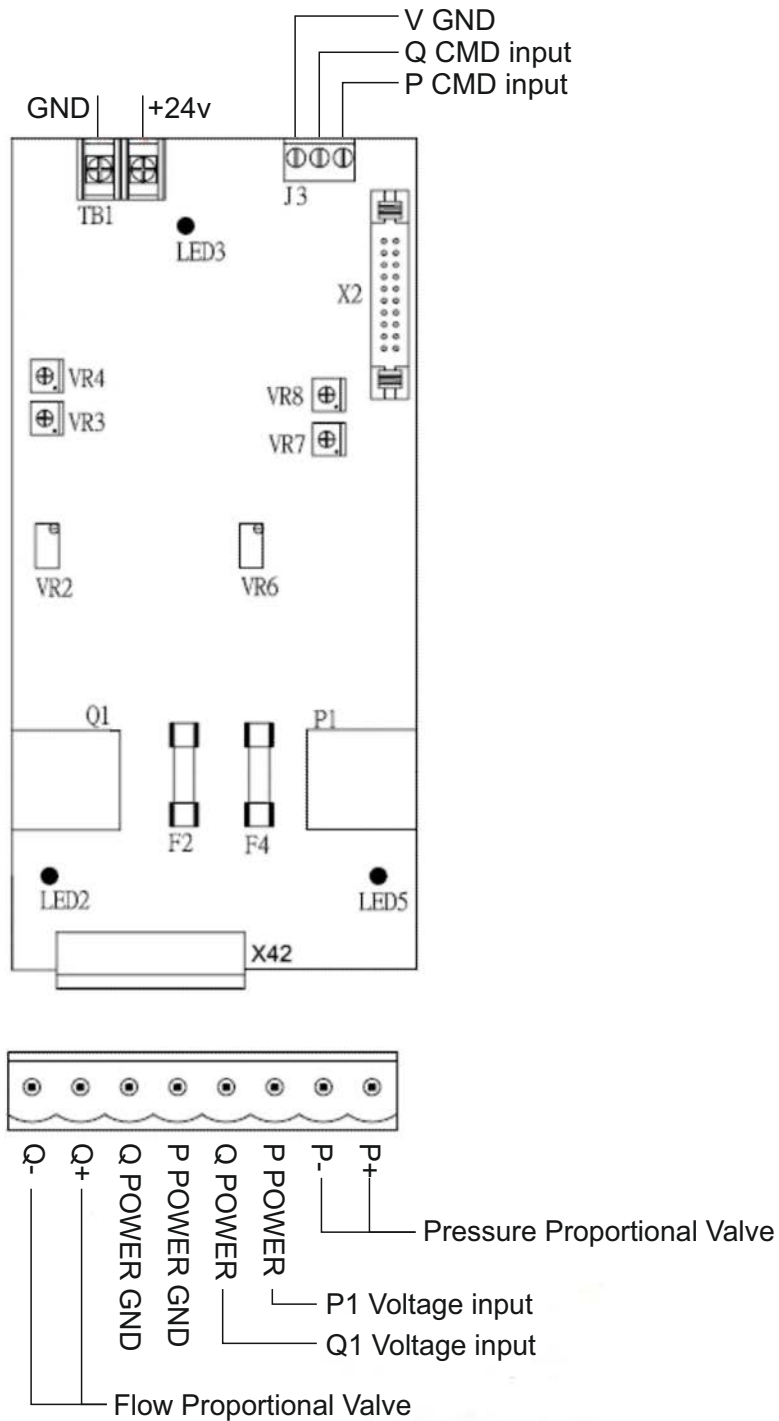 V GND
Q CMD input
P CMD input
GND
+24v
TB1
J3
LED3
X2
VR4
VR8
VR3
VR7
VR2
VR6
Q1
P1
F2
F4
LED2
LED5
X42
Q-
Q+
Q POWER GND
P POWER GND
Q POWER
P POWER
P-
P+
Pressure Proportional Valve
P1 Voltage input
Q1 Voltage input
Flow Proportional Valve